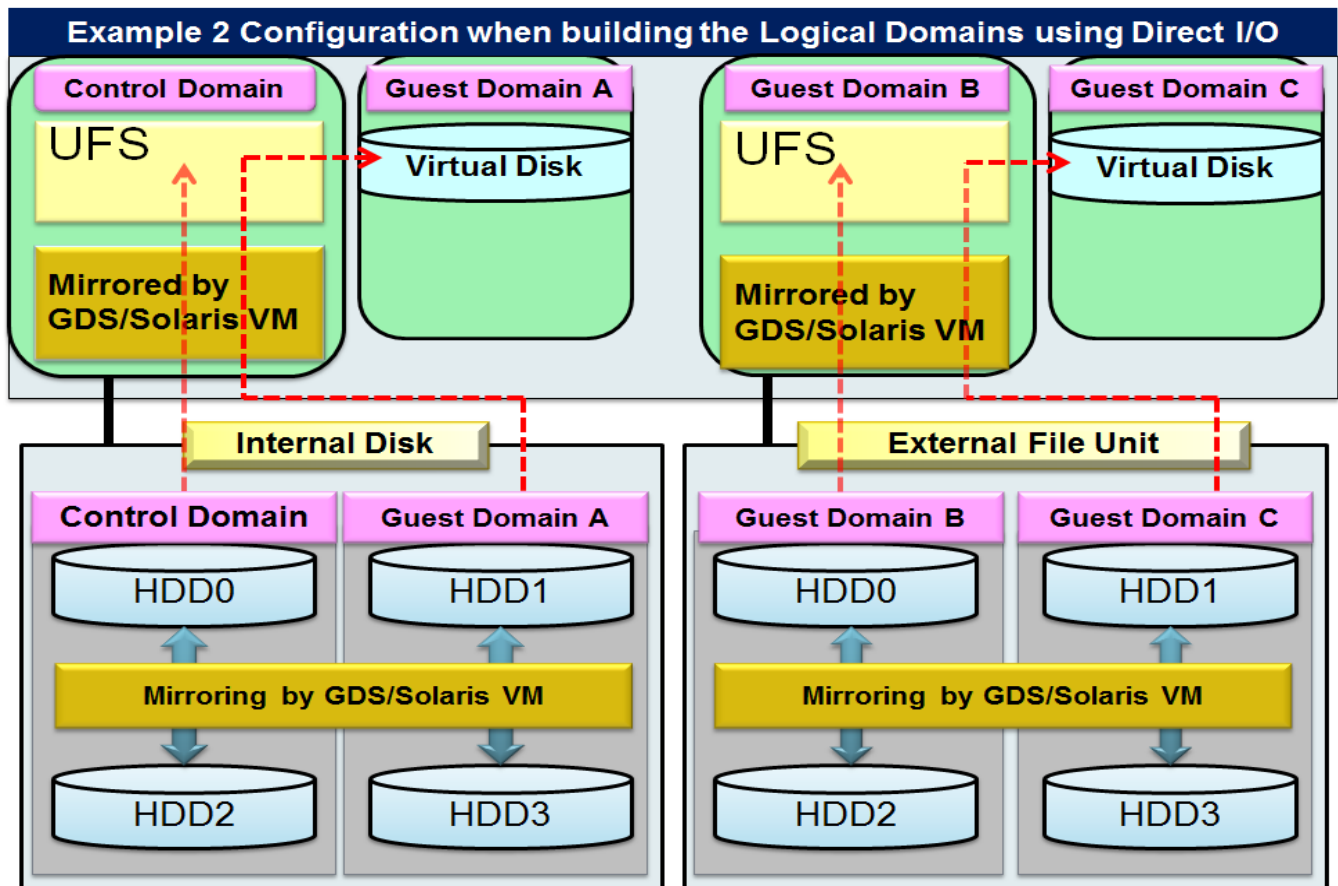 Example 2 Configuration when building the Logical Domains using Direct I/O
Control Domain
UFS
Mirrored by
GDS/Solaris VM
Guest Domain A
Virtual Disk
Guest Domain B
UFS
Mirrored by
GDS/Solaris VM
Guest Domain C
Virtual Disk
Internal Disk
Control Domain
Guest Domain A
HDD0
HDD1
Mirroring by GDS/Solaris VM
HDD2
HDD3
External File Unit
Guest Domain B
Guest Domain C
HDD0
HDD1
Mirroring by GDS/Solaris VM
HDD2
HDD3